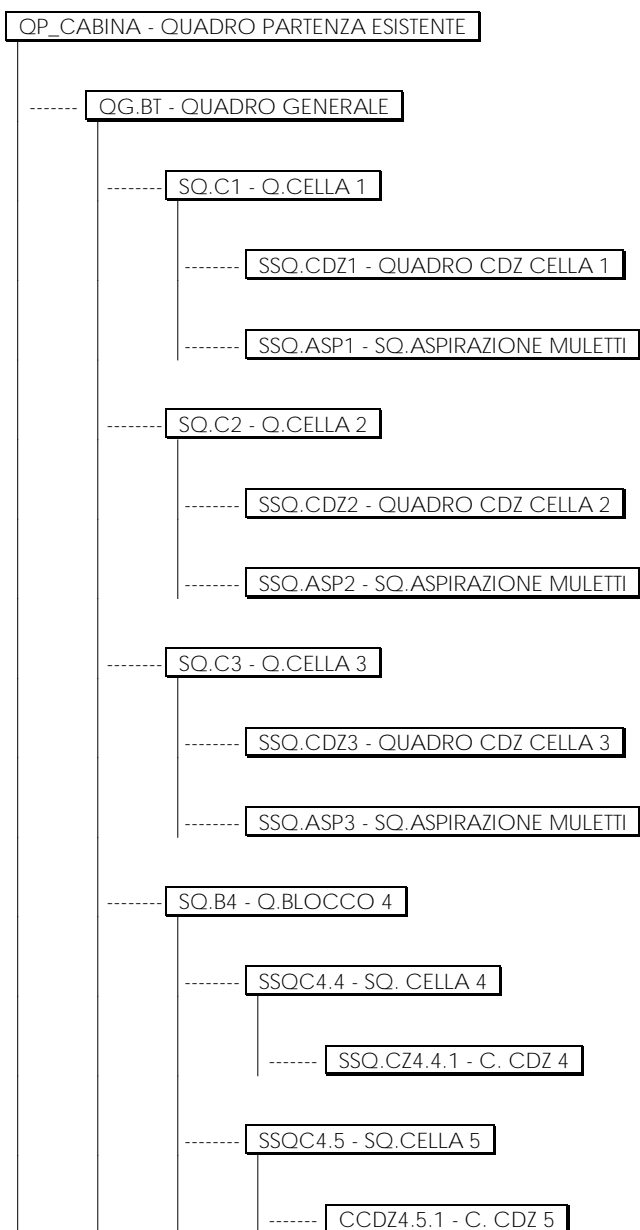 QP_CABINA - QUADRO PARTENZA ESISTENTE
QG.BT - QUADRO GENERALE
SQ.C1 - Q.CELLA 1
SSQ.CDZ1 - QUADRO CDZ CELLA 1
SSQ.ASP1 - SQ.ASPIRAZIONE MULETTI
SQ.C2 - Q.CELLA 2
SSQ.CDZ2 - QUADRO CDZ CELLA 2
SSQ.ASP2 - SQ.ASPIRAZIONE MULETTI
SQ.C3 - Q.CELLA 3
SSQ.CDZ3 - QUADRO CDZ CELLA 3
SSQ.ASP3 - SQ.ASPIRAZIONE MULETTI
SQ.B4 - Q.BLOCCO 4
SSQC4.4 - SQ. CELLA 4
SSQ.CZ4.4.1 - C. CDZ 4
SSQC4.5 - SQ.CELLA 5
CCDZ4.5.1 - C. CDZ 5